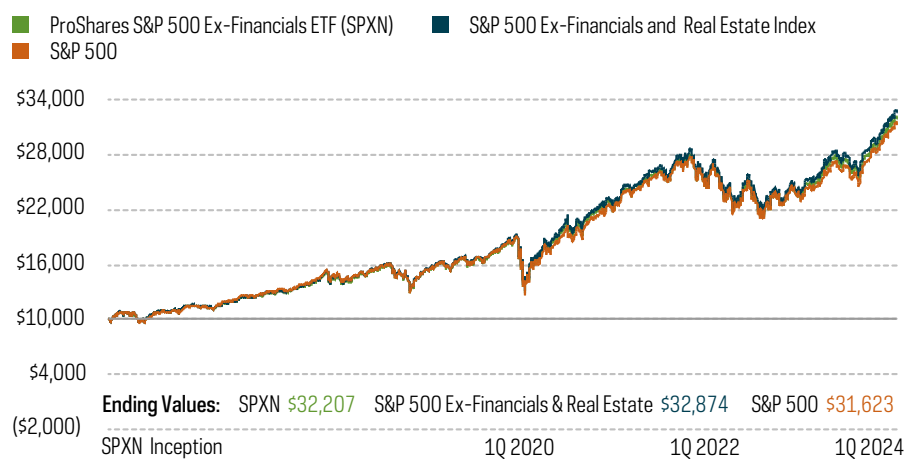 ProShares S&P 500 Ex-Financials ETF (SPXN) S&P 500 Ex-Financials and Real Estate Index
S&P 500
$34,000
$28,000
$22,000
$16,000
$10,000
$4,000
Ending Values: SPXN $32,207 S&P 500 Ex-Financials & Real Estate $32,874 S&P 500 $31,623
($2,000)
SPXN Inception 1Q 2020 1Q 2022 1Q 2024